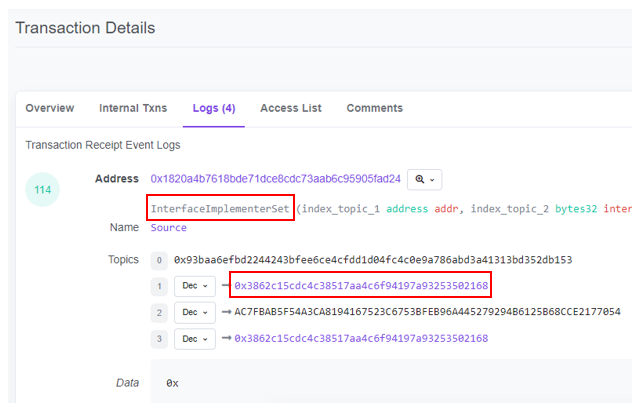 Transaction Details
Overview Internal Txns Logs (4) Access List Comments
Transaction Receipt Event Logs
114
Address 0x1820a4b7618bde71dce8cdc73aab6c95905fad24
InterfaceImplementerSet (index_topic_1 address addr, index_topic_2 bytes32 inter
Name Source
Topics 0 0x93baa6efbd2244243bfee6ce4cfdd1d04fc4c0e9a786abd3a41313bd352db153
1 Dec 0x3862c15cdc4c38517aa4c6f94197a93253502168
2 Dec AC7FBAB5F54A3CA8194167523C6753BFEB96A445279294B6125B68CCE2177054
3 Dec 0x3862c15cdc4c38517aa4c6f94197a93253502168
Data 0x